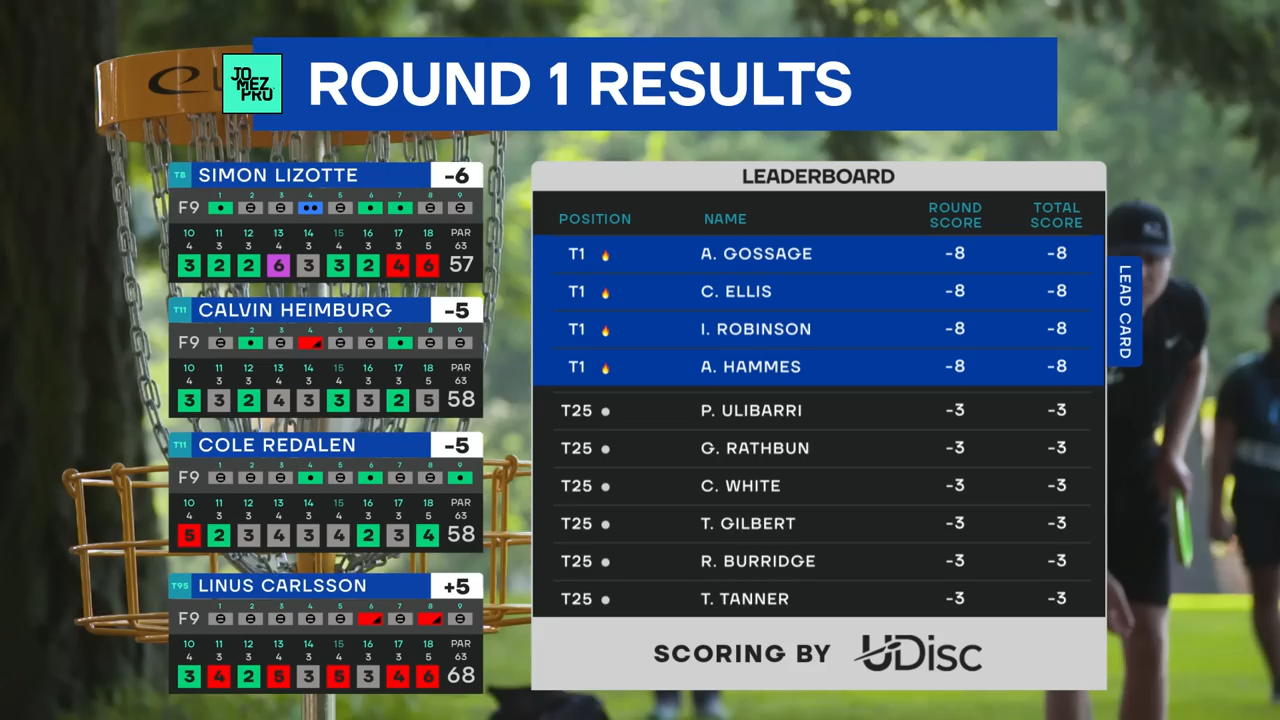 JO
MEZ
PRO
ROUND 1 RESULTS
T8 SIMON LIZOTTE -6
1 2 3 4 5 6 7 8 9
F9
10 11 12 13 14 15 16 17 18 PAR
4 3 3 4 3 4 3 3 5 63
3 2 2 6 3 3 2 4 6 57
T11 CALVIN HEIMBURG -5
1 2 3 4 5 6 7 8 9
F9
10 11 12 13 14 15 16 17 18 PAR
4 3 3 4 3 4 3 3 5 63
3 3 2 4 3 3 3 2 5 58
T11 COLE REDALEN -5
1 2 3 4 5 6 7 8 9
F9
10 11 12 13 14 15 16 17 18 PAR
4 3 3 4 3 4 3 3 5 63
5 2 3 4 3 4 2 3 4 58
T95 LINUS CARLSSON +5
1 2 3 4 5 6 7 8 9
F9
10 11 12 13 14 15 16 17 18 PAR
4 3 3 4 3 4 3 3 5 63
3 4 2 5 3 5 3 4 6 68
LEADERBOARD
POSITION NAME ROUND SCORE TOTAL SCORE
T1 A. GOSSAGE -8 -8
T1 C. ELLIS -8 -8
T1 I. ROBINSON -8 -8
T1 A. HAMMES -8 -8
LEAD CARD
T25 P. ULIBARRI -3 -3
T25 G. RATHBUN -3 -3
T25 C. WHITE -3 -3
T25 T. GILBERT -3 -3
T25 R. BURRIDGE -3 -3
T25 T. TANNER -3 -3
SCORING BY UDisc